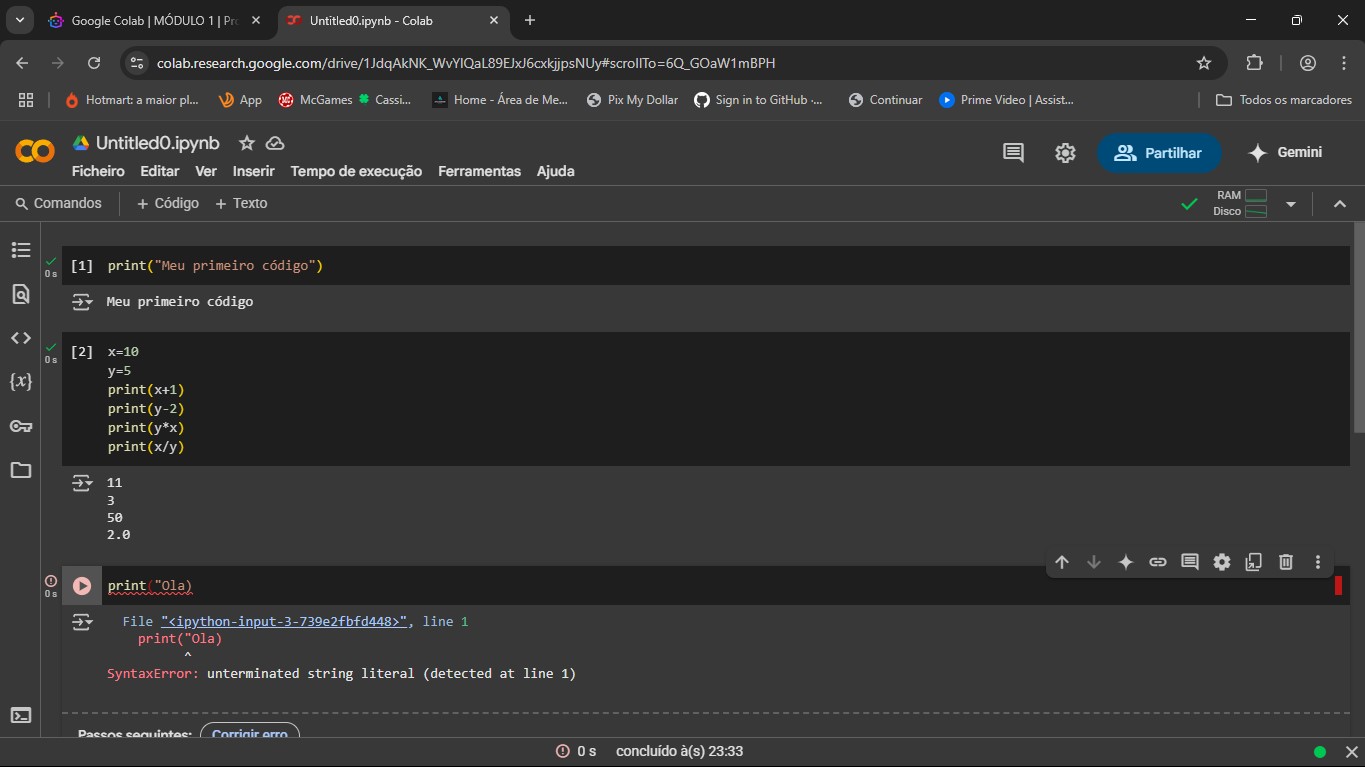 Google Colab | MÓDULO 1 | Pr
Untitled0.ipynb - Colab
colab.research.google.com/drive/1JdqAkNK_WvYlQaL89EJxJ6cxkjjpsNUy#scrollTo=6Q_GOaW1mBPH
Hotmart: a maior pl...
App
McGames
Cassi...
Home - Área de Me...
Pix My Dollar
Sign in to GitHub ·...
Continuar
Prime Video | Assist...
Todos os marcadores
Untitled0.ipynb
Partilhar
Gemini
Ficheiro Editar Ver Inserir Tempo de execução Ferramentas Ajuda
Comandos + Código + Texto
RAM
Disco
0 s
[1] print("Meu primeiro código")
Meu primeiro código
0 s
[2] x=10
y=5
print(x+1)
print(y-2)
print(y*x)
print(x/y)
11
3
50
2.0
0 s
print("Ola)
File "<ipython-input-3-739e2fbfd448>", line 1
print("Ola)
^
SyntaxError: unterminated string literal (detected at line 1)
Passos seguintes: Corrigir erro
0 s concluído à(s) 23:33